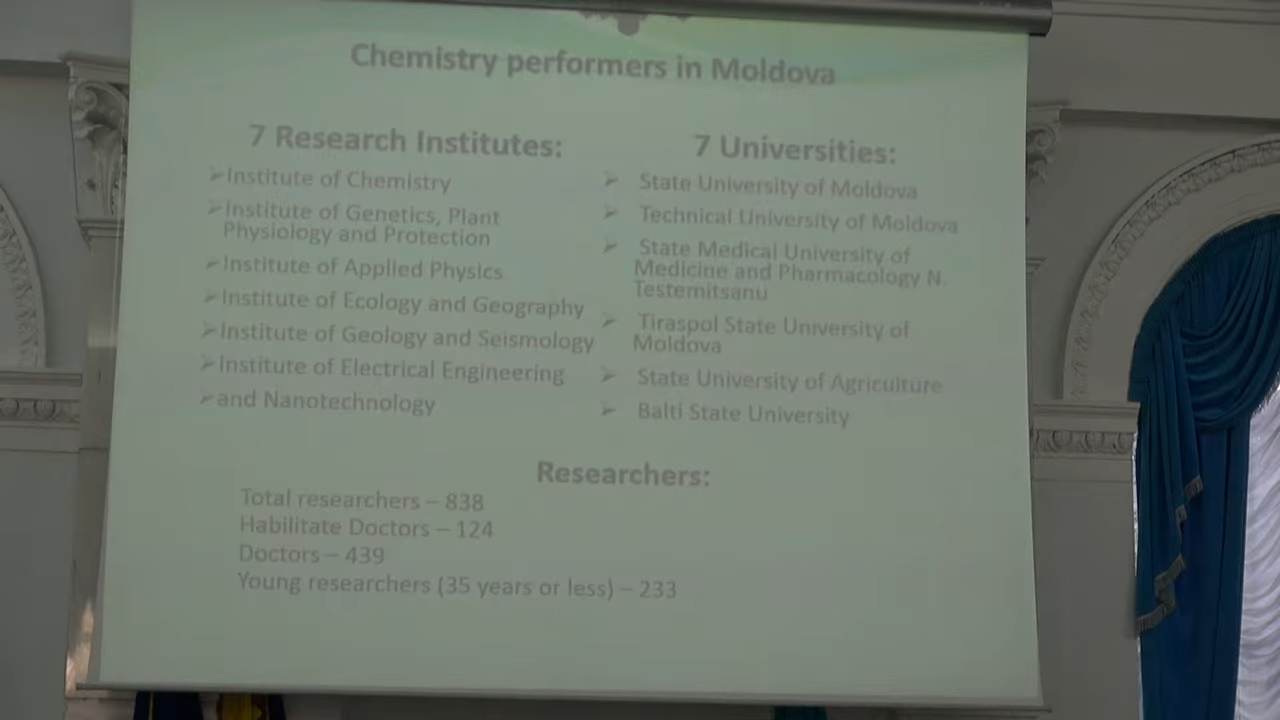 Chemistry performers in Moldova
7 Research Institutes:
➢Institute of Chemistry
➢Institute of Genetics, Plant
Physiology and Protection
➢Institute of Applied Physics
➢Institute of Ecology and Geography
➢Institute of Geology and Seismology
➢Institute of Electrical Engineering
➢and Nanotechnology
7 Universities:
➢ State University of Moldova
➢ Technical University of Moldova
➢ State Medical University of
Medicine and Pharmacology N.
Testemitsanu
➢ Tiraspol State University of
Moldova
➢ State University of Agriculture
➢ Balti State University
Researchers:
Total researchers – 838
Habilitate Doctors – 124
Doctors – 439
Young researchers (35 years or less) – 233